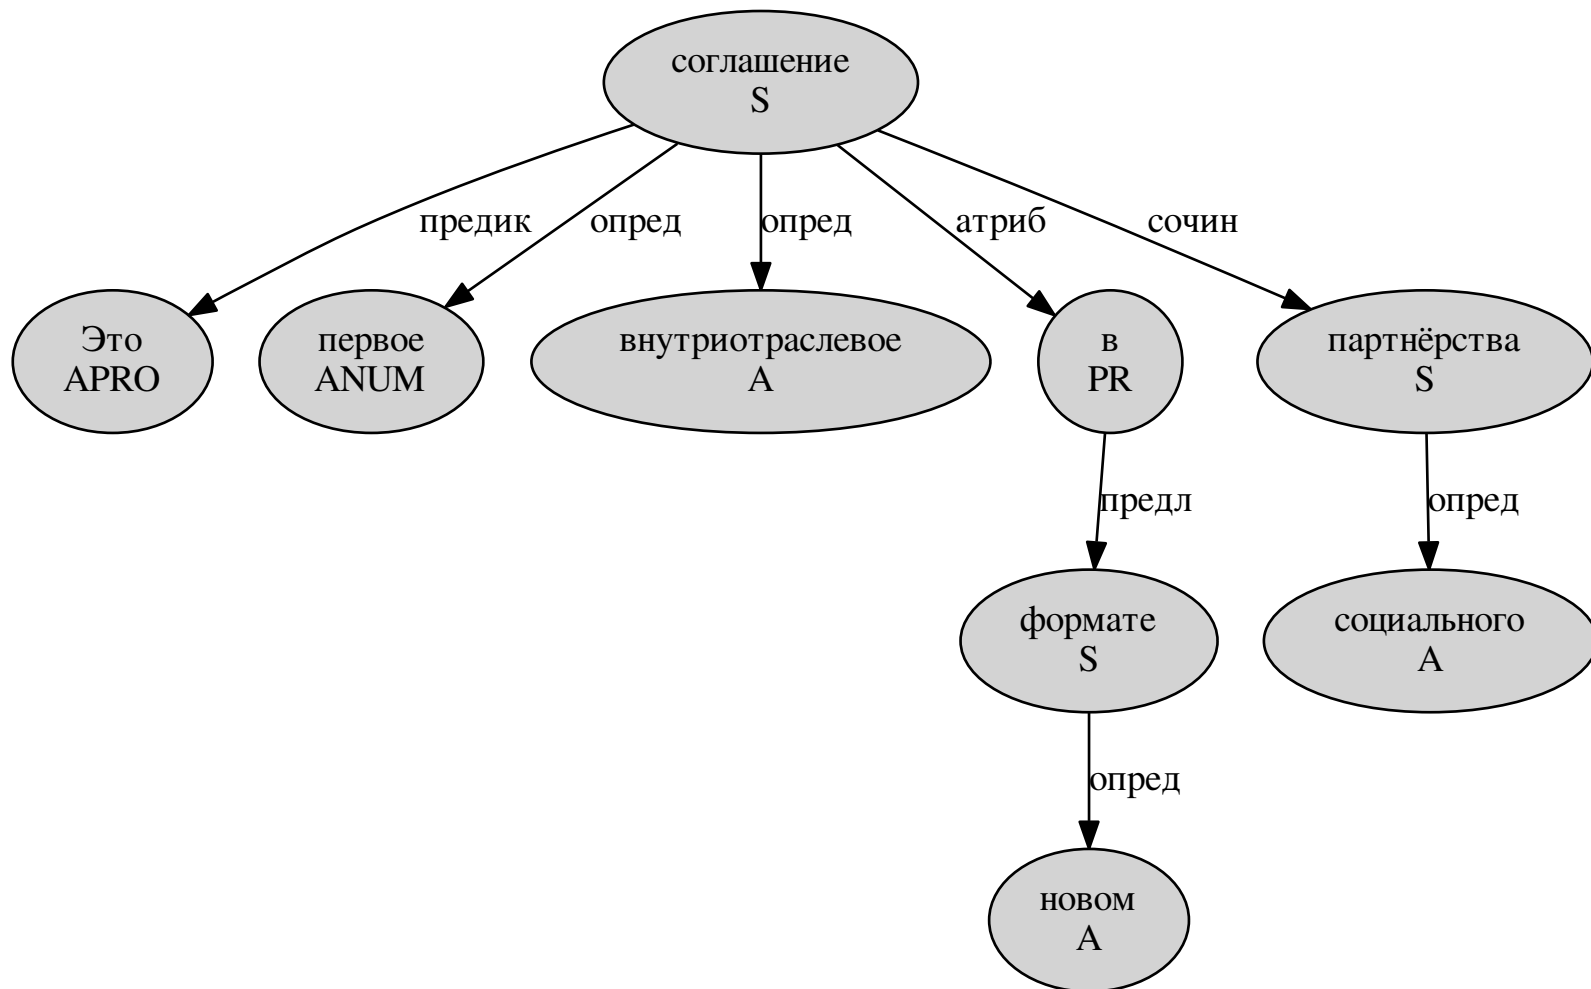 соглашение
S
предик
опред
опред
атриб
сочин
Это
APRO
первое
ANUM
внутриотраслевое
A
в
PR
партнёрства
S
предл
опред
формате
S
социального
A
опред
новом
A